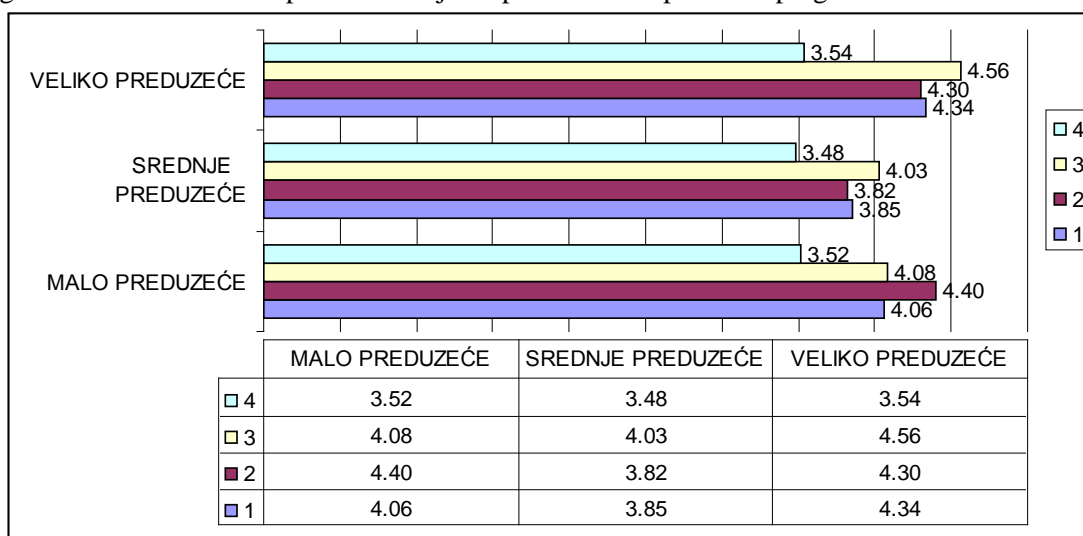 VELIKO PREDUZEĆE
3.54
4.56
4.30
4.34
SREDNJE
PREDUZEĆE
3.48
4.03
3.82
3.85
MALO PREDUZEĆE
3.52
4.08
4.40
4.06
4
3
2
1
MALO PREDUZEĆE SREDNJE PREDUZEĆE VELIKO PREDUZEĆE
4 3.52 3.48 3.54
3 4.08 4.03 4.56
2 4.40 3.82 4.30
1 4.06 3.85 4.34